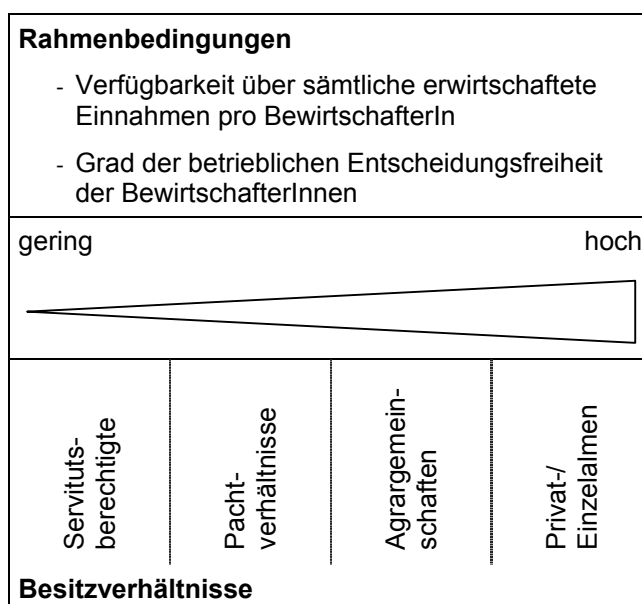 Rahmenbedingungen
- Verfügbarkeit über sämtliche erwirtschaftete
Einnahmen pro BewirtschafterIn
- Grad der betrieblichen Entscheidungsfreiheit
der BewirtschafterInnen
gering hoch
Servituts-
berechtigte
Pacht-
verhältnisse
Agrargemein-
schaften
Privat-/
Einzelalmen
Besitzverhältnisse